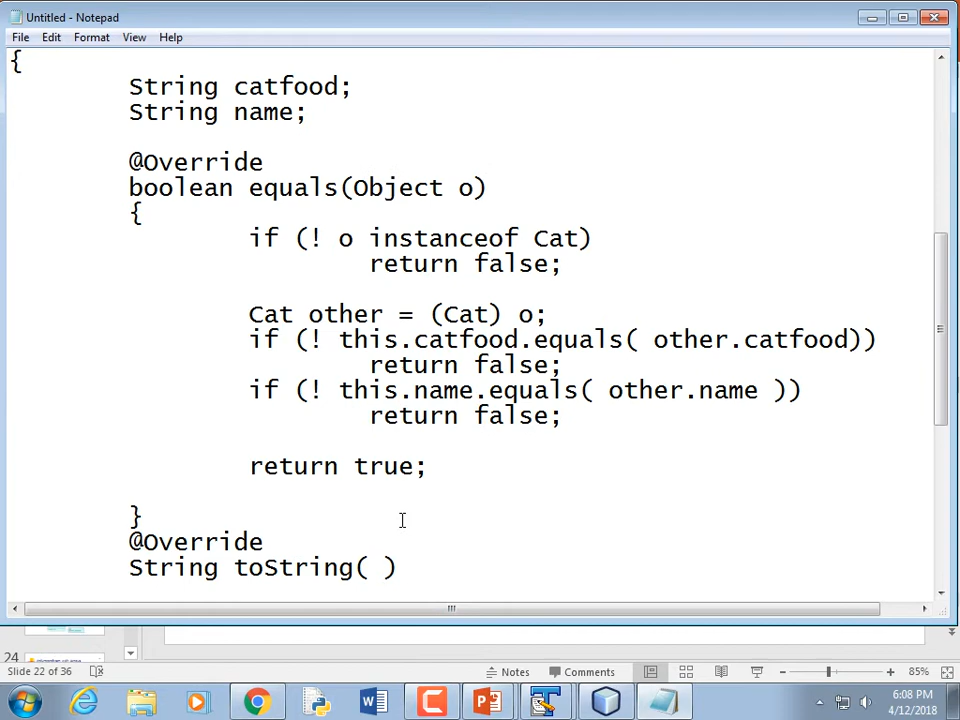 Untitled - Notepad
File Edit Format View Help
{
String catfood;
String name;
@Override
boolean equals(Object o)
{
if (! o instanceof Cat)
return false;
Cat other = (Cat) o;
if (! this.catfood.equals( other.catfood))
return false;
if (! this.name.equals( other.name ))
return false;
return true;
}
@Override
String toString( )
24
Slide 22 of 36 Notes Comments 85%
6:08 PM
4/12/2018